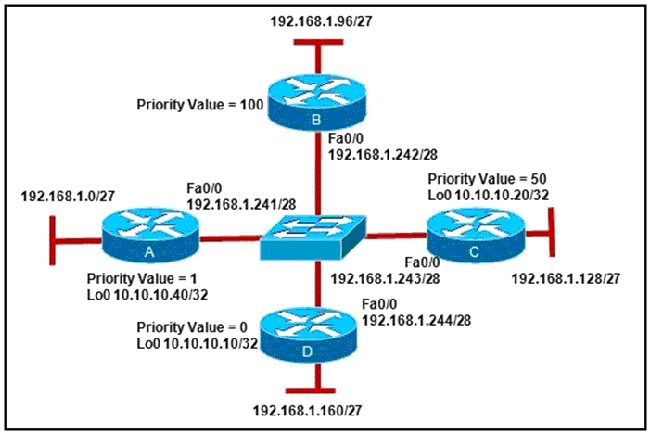 192.168.1.96/27
Priority Value = 100
B
Fa0/0
192.168.1.242/28
Priority Value = 50
Lo0 10.10.10.20/32
192.168.1.0/27
Fa0/0
192.168.1.241/28
A
C
Fa0/0
192.168.1.243/28
192.168.1.128/27
Priority Value = 1
Lo0 10.10.10.40/32
Fa0/0
192.168.1.244/28
Priority Value = 0
Lo0 10.10.10.10/32
D
192.168.1.160/27